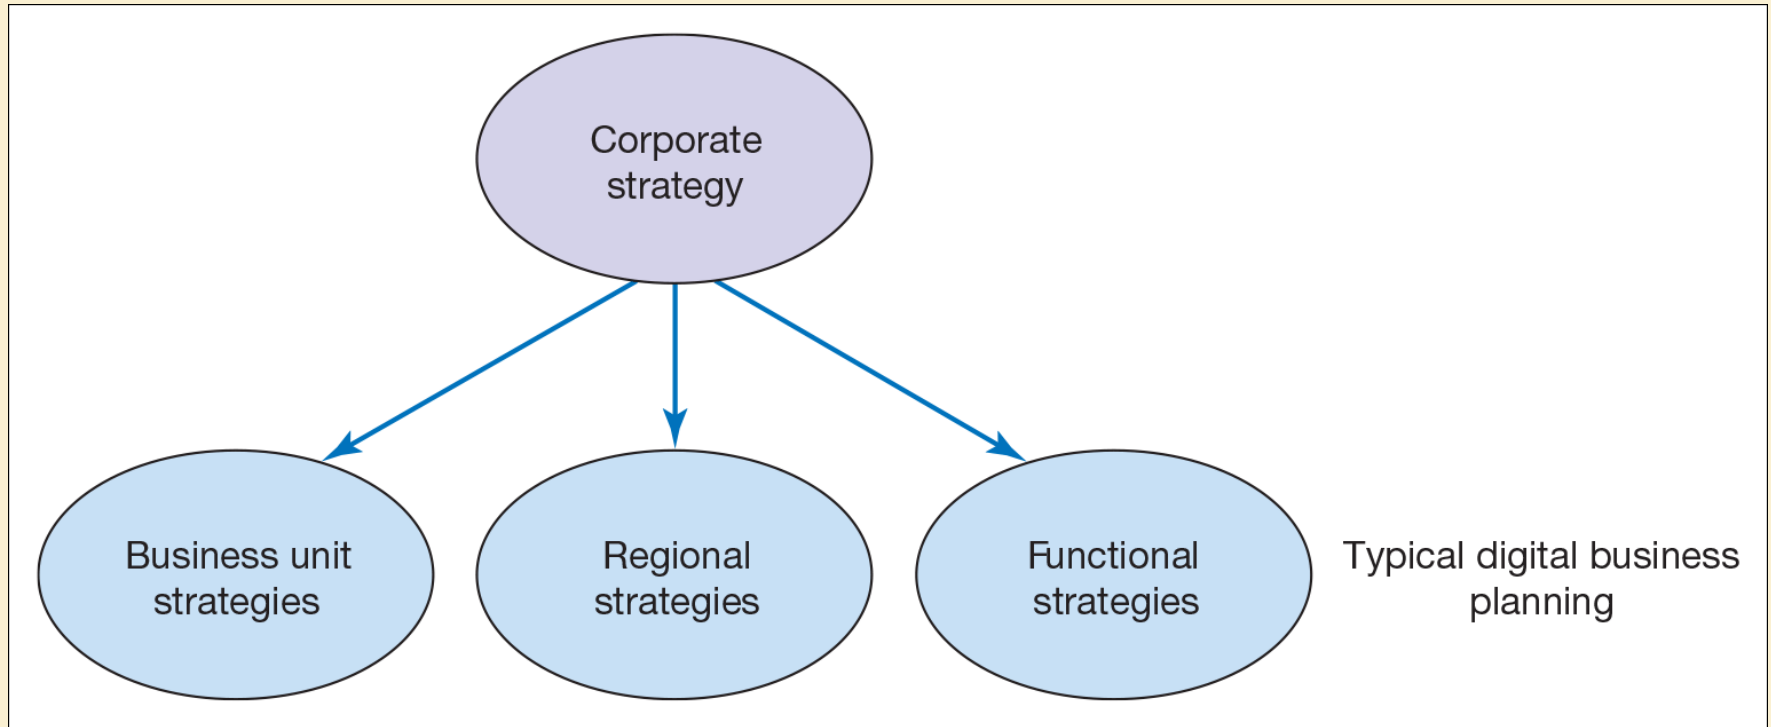 Corporate
strategy
Business unit
strategies
Regional
strategies
Functional
strategies
Typical digital business
planning